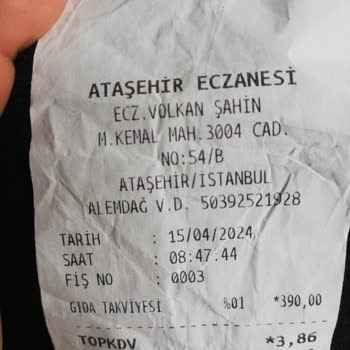 ATAŞEHİR ECZANESİ
ECZ.VOLKAN ŞAHİN
M.KEMAL MAH.3004 CAD.
NO:54/B
ATAŞEHİR/İSTANBUL
ALEMDAĞ V.D. 50392521928
TARİH : 15/04/2024
SAAT : 08:47:44
FİŞ NO : 0003
GIDA TAKVİYESİ %01 *390,00
TOPKDV *3,86